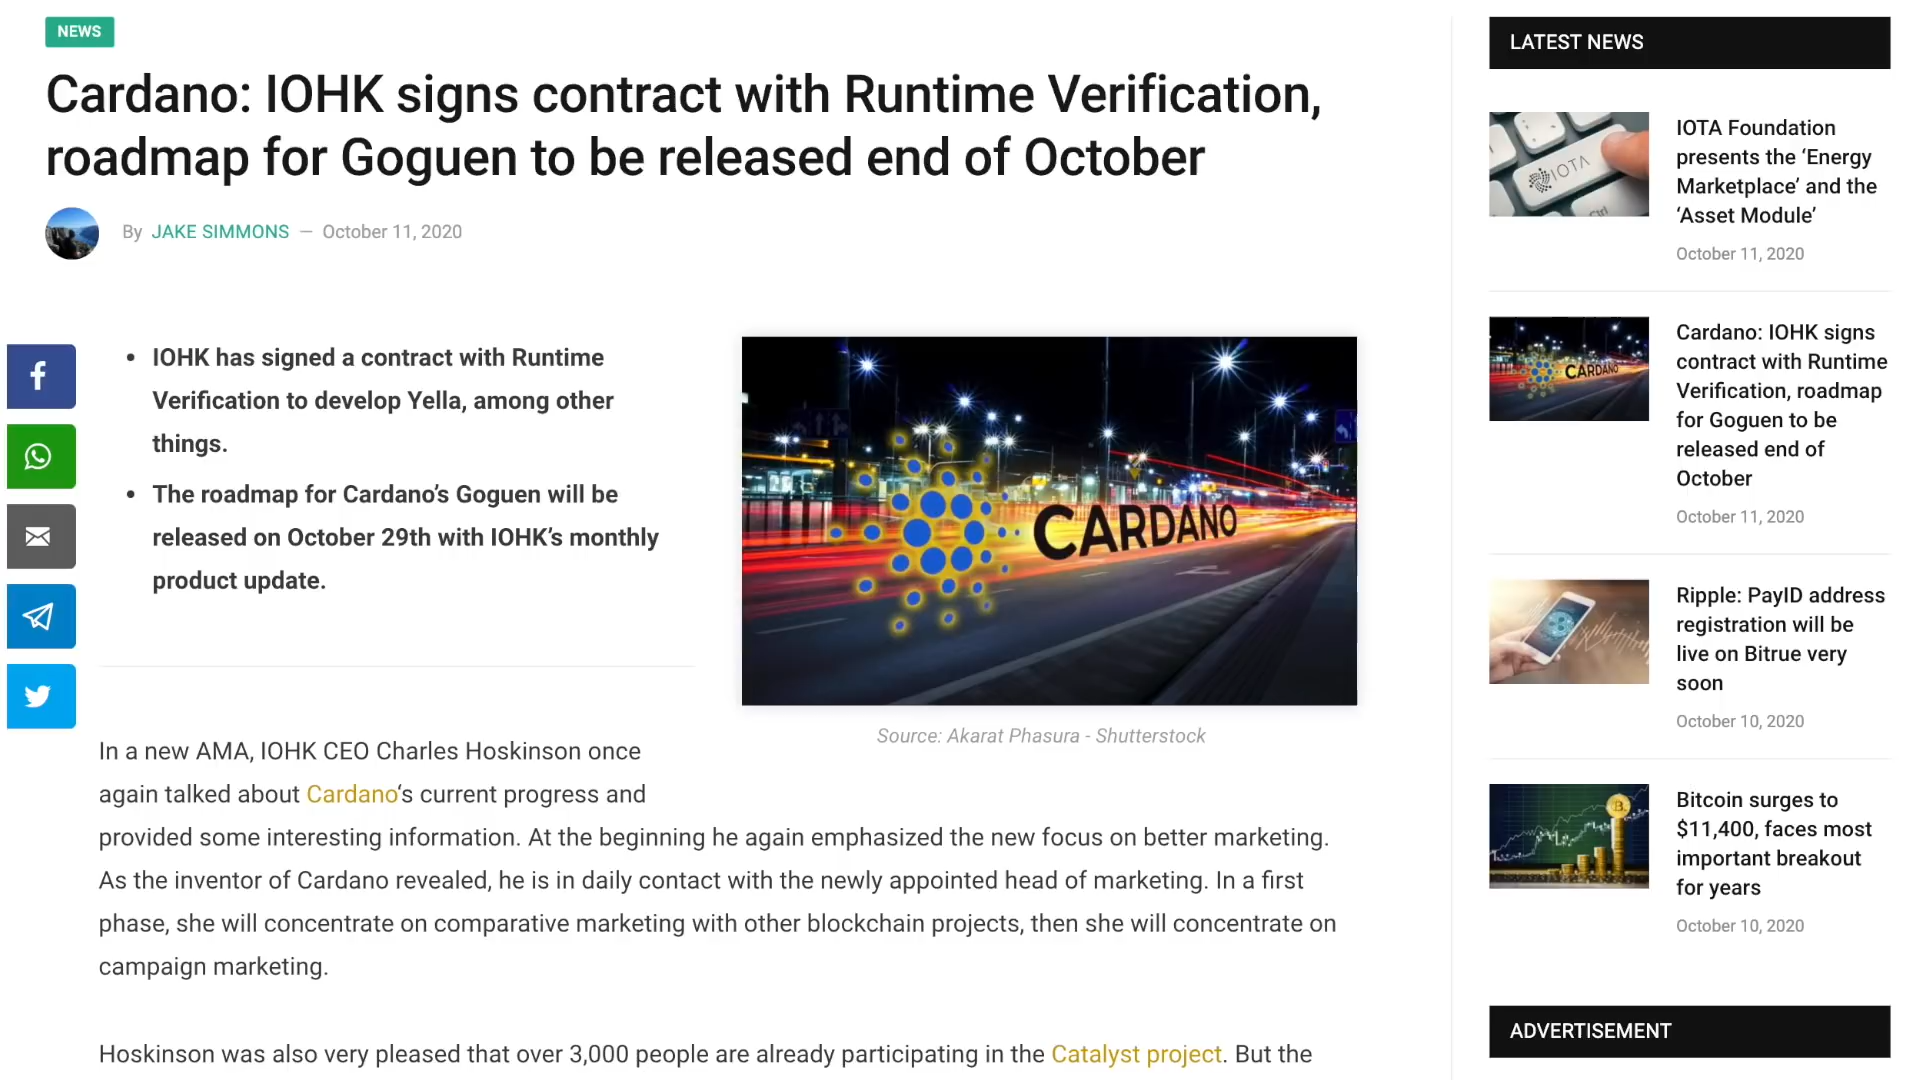 NEWS
Cardano: IOHK signs contract with Runtime Verification,
roadmap for Goguen to be released end of October
By JAKE SIMMONS — October 11, 2020
• IOHK has signed a contract with Runtime
Verification to develop Yella, among other
things.
• The roadmap for Cardano’s Goguen will be
released on October 29th with IOHK’s monthly
product update.
CARDANO
Source: Akarat Phasura - Shutterstock
In a new AMA, IOHK CEO Charles Hoskinson once
again talked about Cardano‘s current progress and
provided some interesting information. At the beginning he again emphasized the new focus on better marketing.
As the inventor of Cardano revealed, he is in daily contact with the newly appointed head of marketing. In a first
phase, she will concentrate on comparative marketing with other blockchain projects, then she will concentrate on
campaign marketing.
Hoskinson was also very pleased that over 3,000 people are already participating in the Catalyst project. But the
LATEST NEWS
IOTA
Ctrl
IOTA Foundation
presents the ‘Energy
Marketplace’ and the
‘Asset Module’
October 11, 2020
CARDANO
Cardano: IOHK signs
contract with Runtime
Verification, roadmap
for Goguen to be
released end of
October
October 11, 2020
Ripple: PayID address
registration will be
live on Bitrue very
soon
October 10, 2020
Bitcoin surges to
$11,400, faces most
important breakout
for years
October 10, 2020
ADVERTISEMENT